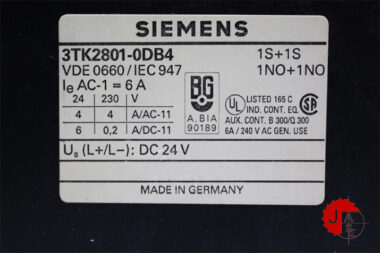 SIEMENS
3TK2801-0DB4 1S+1S
VDE 0660/IEC 947 1NO+1NO
Ie AC-1 = 6 A
24 230 V
4 4 A/AC-11
6 0,2 A/DC-11
BG
A.BIA
90189
UL LISTED 165 C
IND. CONT. EQ.
AUX. CONT. B 300/Q 300
6A / 240 V AC GEN. USE
Us (L+/L–): DC 24 V
MADE IN GERMANY